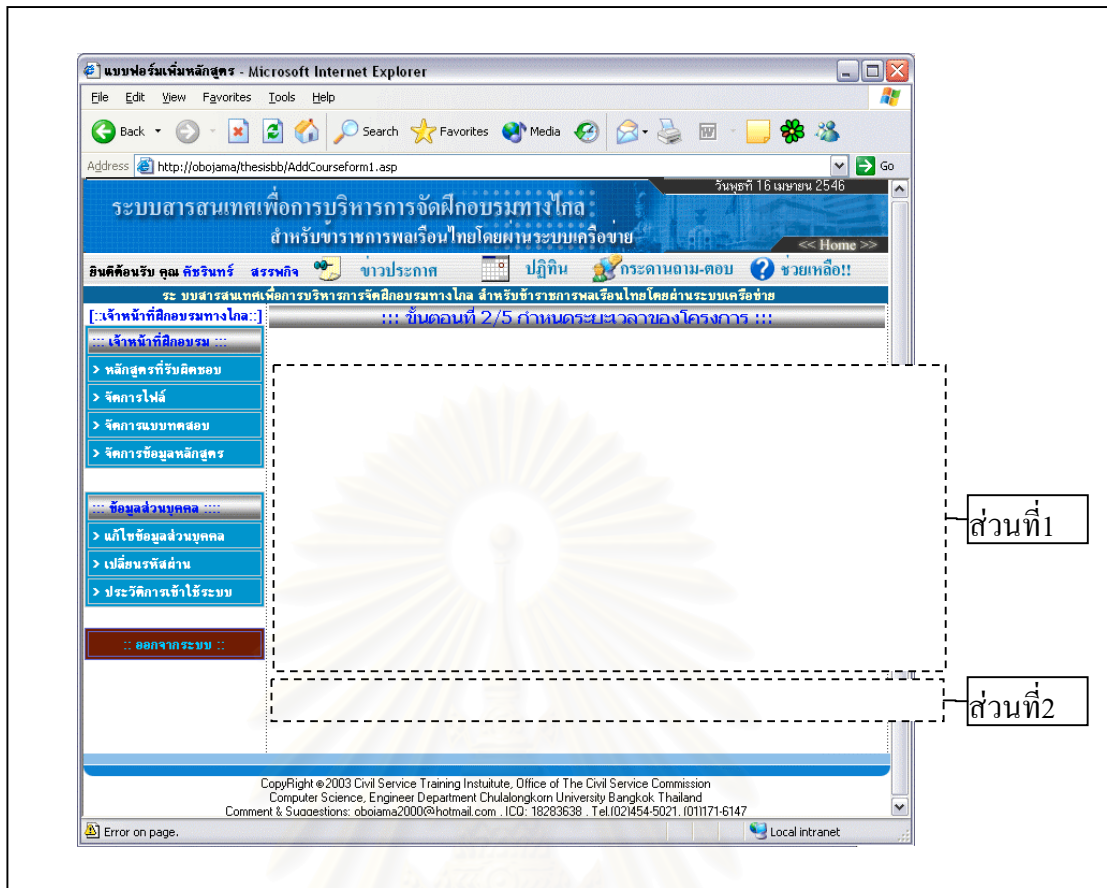 แบบฟอร์มเพิ่มหลักสูตร - Microsoft Internet Explorer
File Edit View Favorites Tools Help
Back Search Favorites Media
Address http://obojama/thesisbb/AddCourseform1.asp Go
วันพุธที่ 16 เมษายน 2546
ระบบสารสนเทศเพื่อการบริหารการจัดฝึกอบรมทางไกล
สำหรับข้าราชการพลเรือนไทยโดยผ่านระบบเครือข่าย
<< Home >>
ยินดีต้อนรับ คุณ คัชรินทร์ สรรพกิจ ข่าวประกาศ ปฏิทิน กระดานถาม-ตอบ ช่วยเหลือ!!
ระ บบสารสนเทศเพื่อการบริหารการจัดฝึกอบรมทางไกล สำหรับข้าราชการพลเรือนไทยโดยผ่านระบบเครือข่าย
[::เจ้าหน้าที่ฝึกอบรมทางไกล::] ::: ขั้นตอนที่ 2/5 กำหนดระยะเวลาของโครงการ :::
::: เจ้าหน้าที่ฝึกอบรม :::
> หลักสูตรที่รับผิดชอบ
> จัดการไฟล์
> จัดการแบบทดสอบ
> จัดการข้อมูลหลักสูตร
::: ข้อมูลส่วนบุคคล ::::
> แก้ไขข้อมูลส่วนบุคคล
> เปลี่ยนรหัสผ่าน
> ประวัติการเข้าใช้ระบบ
:: ออกจากระบบ ::
ส่วนที่1
ส่วนที่2
CopyRight © 2003 Civil Service Training Instuitute, Office of The Civil Service Commission
Computer Science, Engineer Department Chulalongkorn University Bangkok Thailand
Comment & Suggestions: obojama2000@hotmail.com . ICQ: 18283638 . Tel.(02)454-5021, (01)171-6147
Error on page. Local intranet